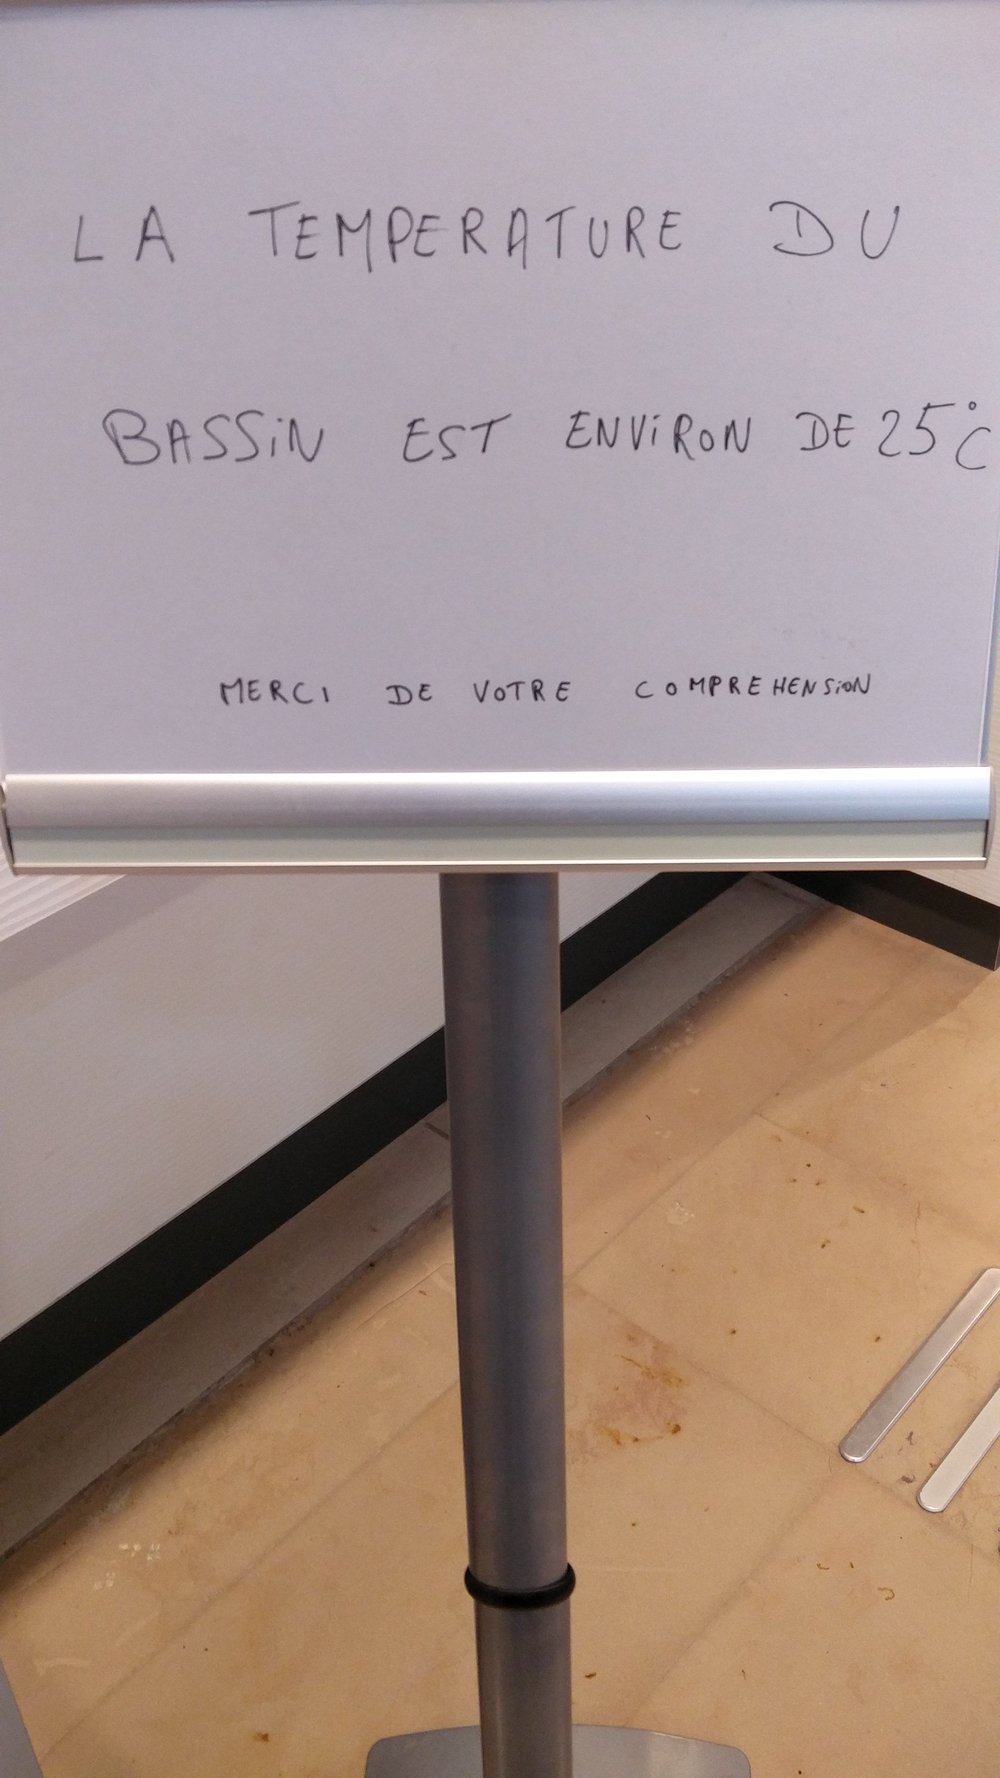 LA TEMPERATURE DU
BASSIN EST ENVIRON DE 25°C
MERCI DE VOTRE COMPREHENSION